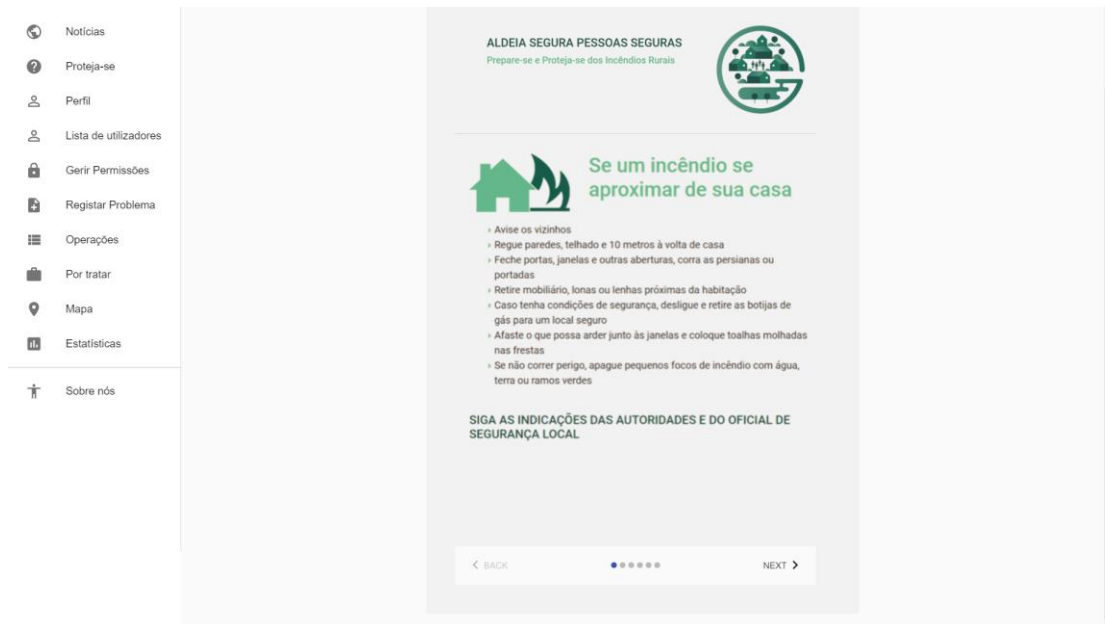 Notícias
Proteja-se
Perfil
Lista de utilizadores
Gerir Permissões
Registar Problema
Operações
Por tratar
Mapa
Estatísticas
Sobre nós
ALDEIA SEGURA PESSOAS SEGURAS
Prepare-se e Proteja-se dos Incêndios Rurais
Se um incêndio se
aproximar de sua casa
› Avise os vizinhos
› Regue paredes, telhado e 10 metros à volta de casa
› Feche portas, janelas e outras aberturas, corra as persianas ou
portadas
› Retire mobiliário, lonas ou lenhas próximas da habitação
› Caso tenha condições de segurança, desligue e retire as botijas de
gás para um local seguro
› Afaste o que possa arder junto às janelas e coloque toalhas molhadas
nas frestas
› Se não correr perigo, apague pequenos focos de incêndio com água,
terra ou ramos verdes
SIGA AS INDICAÇÕES DAS AUTORIDADES E DO OFICIAL DE
SEGURANÇA LOCAL
BACK
NEXT